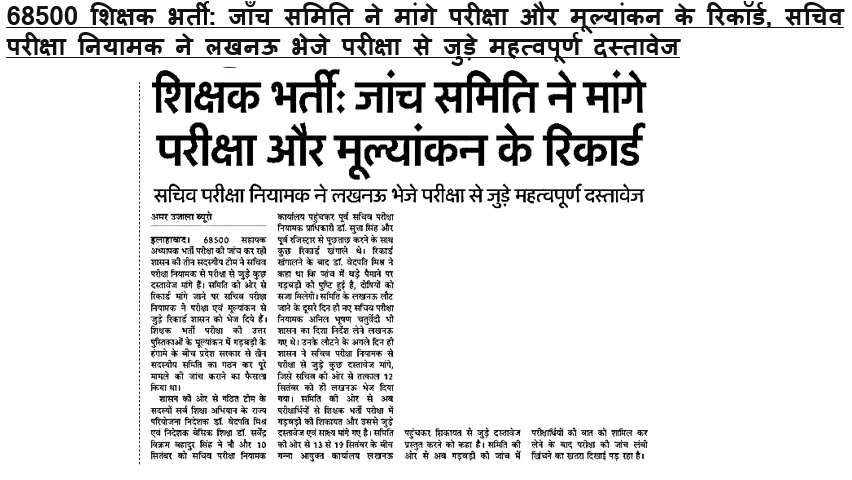 68500 शिक्षक भर्ती: जाँच समिति ने मांगे परीक्षा और मूल्यांकन के रिकॉर्ड, सचिव
परीक्षा नियामक ने लखनऊ भेजे परीक्षा से जुड़े महत्वपूर्ण दस्तावेज
शिक्षक भर्ती: जांच समिति ने मांगे
परीक्षा और मूल्यांकन के रिकार्ड
सचिव परीक्षा नियामक ने लखनऊ भेजे परीक्षा से जुड़े महत्वपूर्ण दस्तावेज
अमर उजाला ब्यूरो
इलाहाबाद। 68500 सहायक
अध्यापक भर्ती परीक्षा की जांच कर रही
शासन की तीन सदस्यीय टीम ने सचिव
परीक्षा नियामक से परीक्षा से जुड़े कुछ
दस्तावेज मांगे हैं। समिति की ओर से
रिकार्ड मांगे जाने पर सचिव परीक्षा
नियामक ने परीक्षा एवं मूल्यांकन से
जुड़े रिकार्ड शासन को भेज दिये हैं।
शिक्षक भर्ती परीक्षा की उत्तर
पुस्तिकाओं के मूल्यांकन में गड़बड़ी के
हंगामे के बीच प्रदेश सरकार से तीन
सदस्यीय समिति का गठन कर पूरे
मामले की जांच कराने का फैसला
किया था।
शासन की ओर से गठित टीम के
सदस्यों सर्व शिक्षा अभियान के राज्य
परियोजना निदेशक डॉ. वेदपति मिश्र
एवं निदेशक बेसिक शिक्षा डॉ. सर्वेंद्र
विक्रम बहादुर सिंह ने नौ और 10
सितंबर को सचिव परीक्षा नियामक
कार्यालय पहुंचकर पूर्व सचिव परीक्षा
नियामक प्राधिकारी डॉ. सुत्ता सिंह और
पूर्व रजिस्ट्रार से पूछताछ करने के साथ
कुछ रिकार्ड खंगाले थे। रिकार्ड
खंगालने के बाद डॉ. वेदपति मिश्र ने
कहा था कि जांच में बड़े पैमाने पर
गड़बड़ी की पुष्टि हुई है, दोषियों को
सजा मिलेगी। समिति के लखनऊ लौट
जाने के दूसरे दिन ही नए सचिव परीक्षा
नियामक अनिल भूषण चतुर्वेदी भी
शासन का दिशा निर्देश लेने लखनऊ
गए थे। उनके लौटने के अगले दिन ही
शासन ने सचिव परीक्षा नियामक से
परीक्षा से जुड़े कुछ दस्तावेज मांगे,
जिसे सचिव की ओर से तत्काल 12
सितंबर को ही लखनऊ भेज दिया
गया। समिति की ओर से अब
परीक्षार्थियों से शिक्षक भर्ती परीक्षा में
गड़बड़ी की शिकायत और उससे जुड़े
दस्तावेज एवं साक्ष्य मांगे गए हैं। समिति
की ओर से 13 से 19 सितंबर के बीच
गन्ना आयुक्त कार्यालय लखनऊ
पहुंचकर शिकायत से जुड़े दस्तावेज
प्रस्तुत करने को कहा है। समिति की
ओर से अब गड़बड़ी की जांच में
परीक्षार्थियों की बात को शामिल कर
लेने के बाद परीक्षा की जांच लंबी
खिंचने का खतरा दिखाई पड़ रहा है।